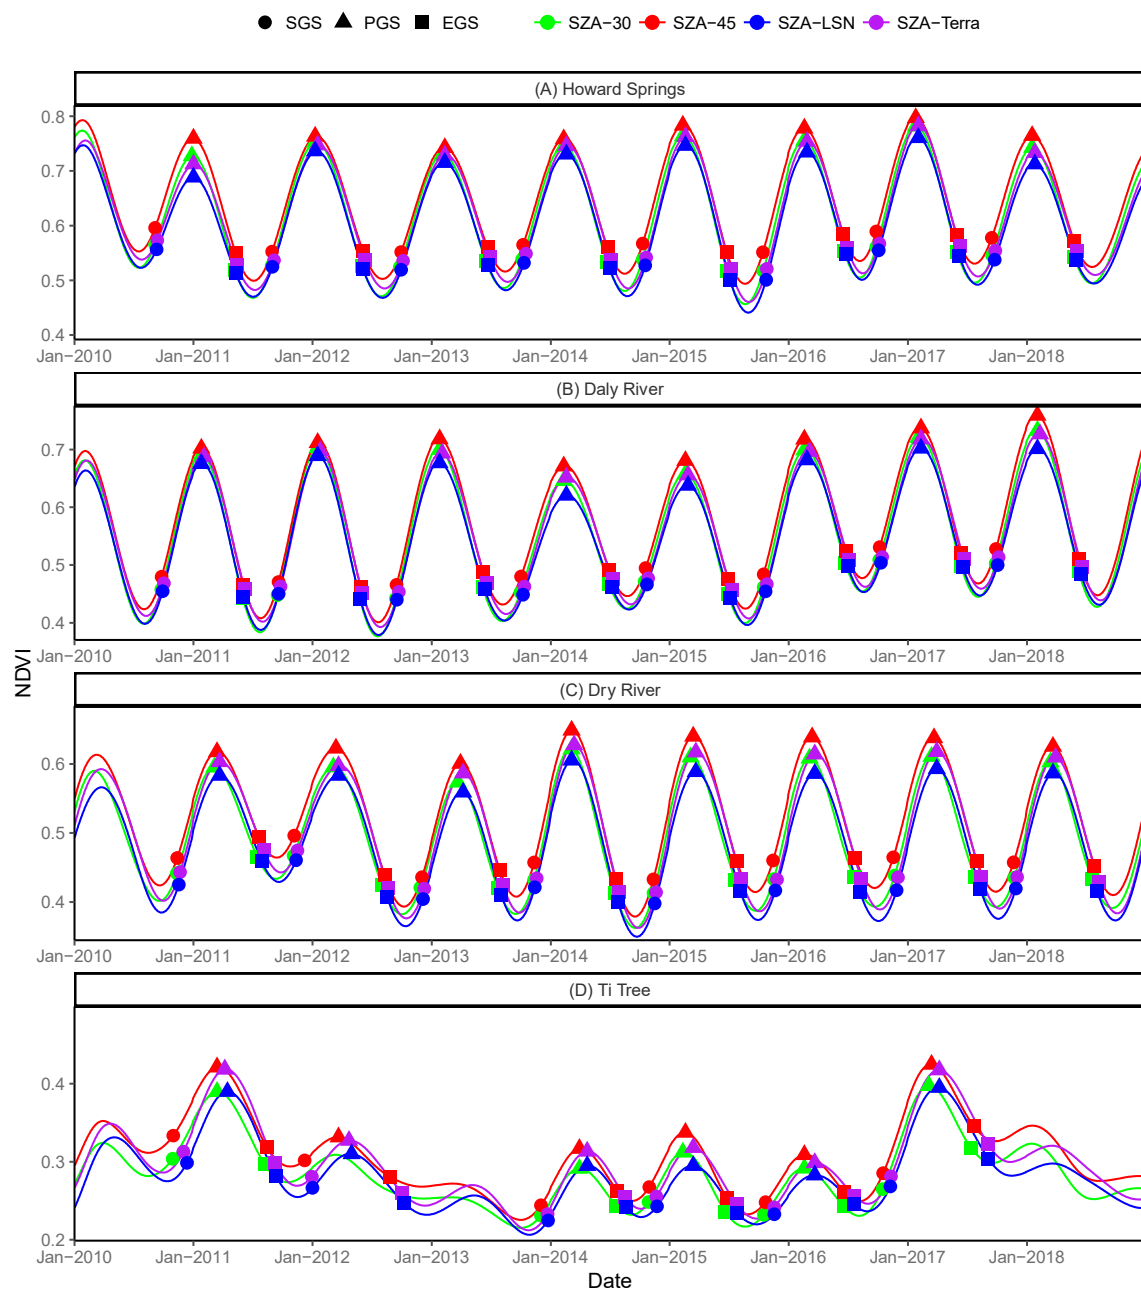 SGS PGS EGS SZA−30 SZA−45 SZA−LSN SZA−Terra
(A) Howard Springs
0.8
0.7
0.6
0.5
0.4
Jan−2010 Jan−2011 Jan−2012 Jan−2013 Jan−2014 Jan−2015 Jan−2016 Jan−2017 Jan−2018
(B) Daly River
0.7
0.6
0.5
0.4
Jan−2010 Jan−2011 Jan−2012 Jan−2013 Jan−2014 Jan−2015 Jan−2016 Jan−2017 Jan−2018
NDVI
(C) Dry River
0.6
0.5
0.4
Jan−2010 Jan−2011 Jan−2012 Jan−2013 Jan−2014 Jan−2015 Jan−2016 Jan−2017 Jan−2018
(D) Ti Tree
0.4
0.3
0.2
Jan−2010 Jan−2011 Jan−2012 Jan−2013 Jan−2014 Jan−2015 Jan−2016 Jan−2017 Jan−2018
Date